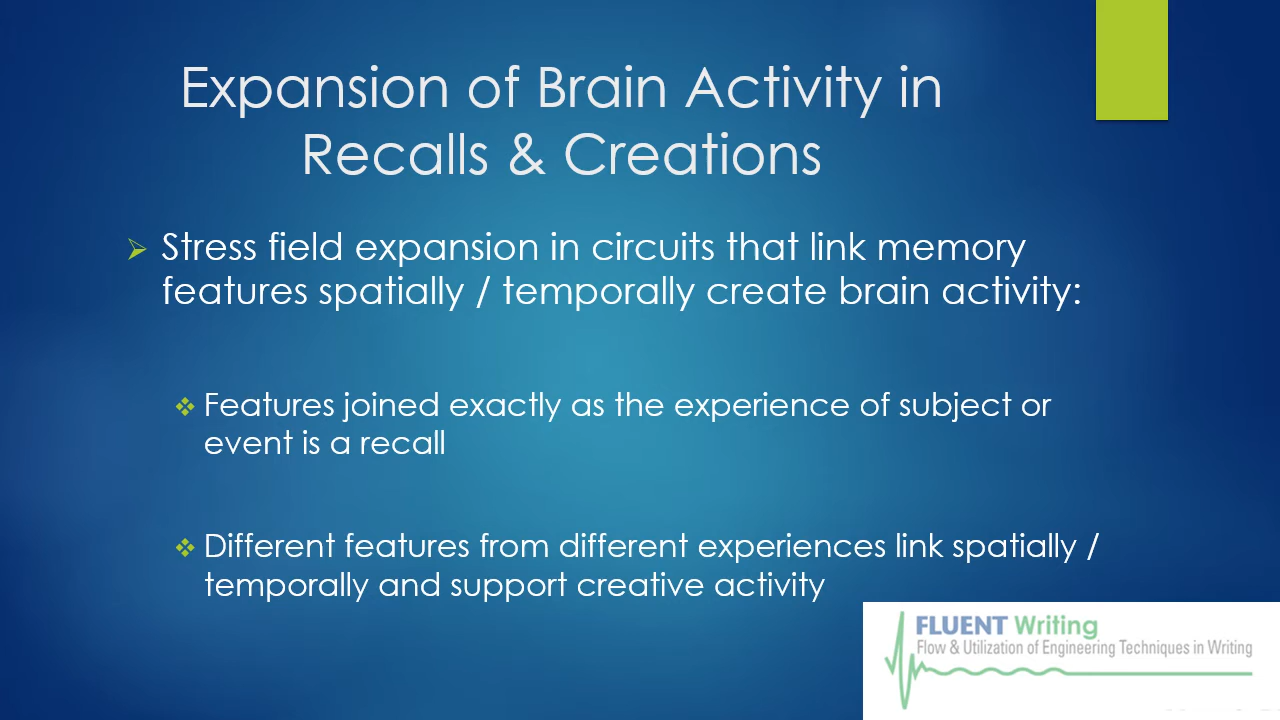 Expansion of Brain Activity in
Recalls & Creations
Stress field expansion in circuits that link memory
features spatially / temporally create brain activity:
Features joined exactly as the experience of subject or
event is a recall
Different features from different experiences link spatially /
temporally and support creative activity
FLUENT Writing
Flow & Utilization of Engineering Techniques in Writing